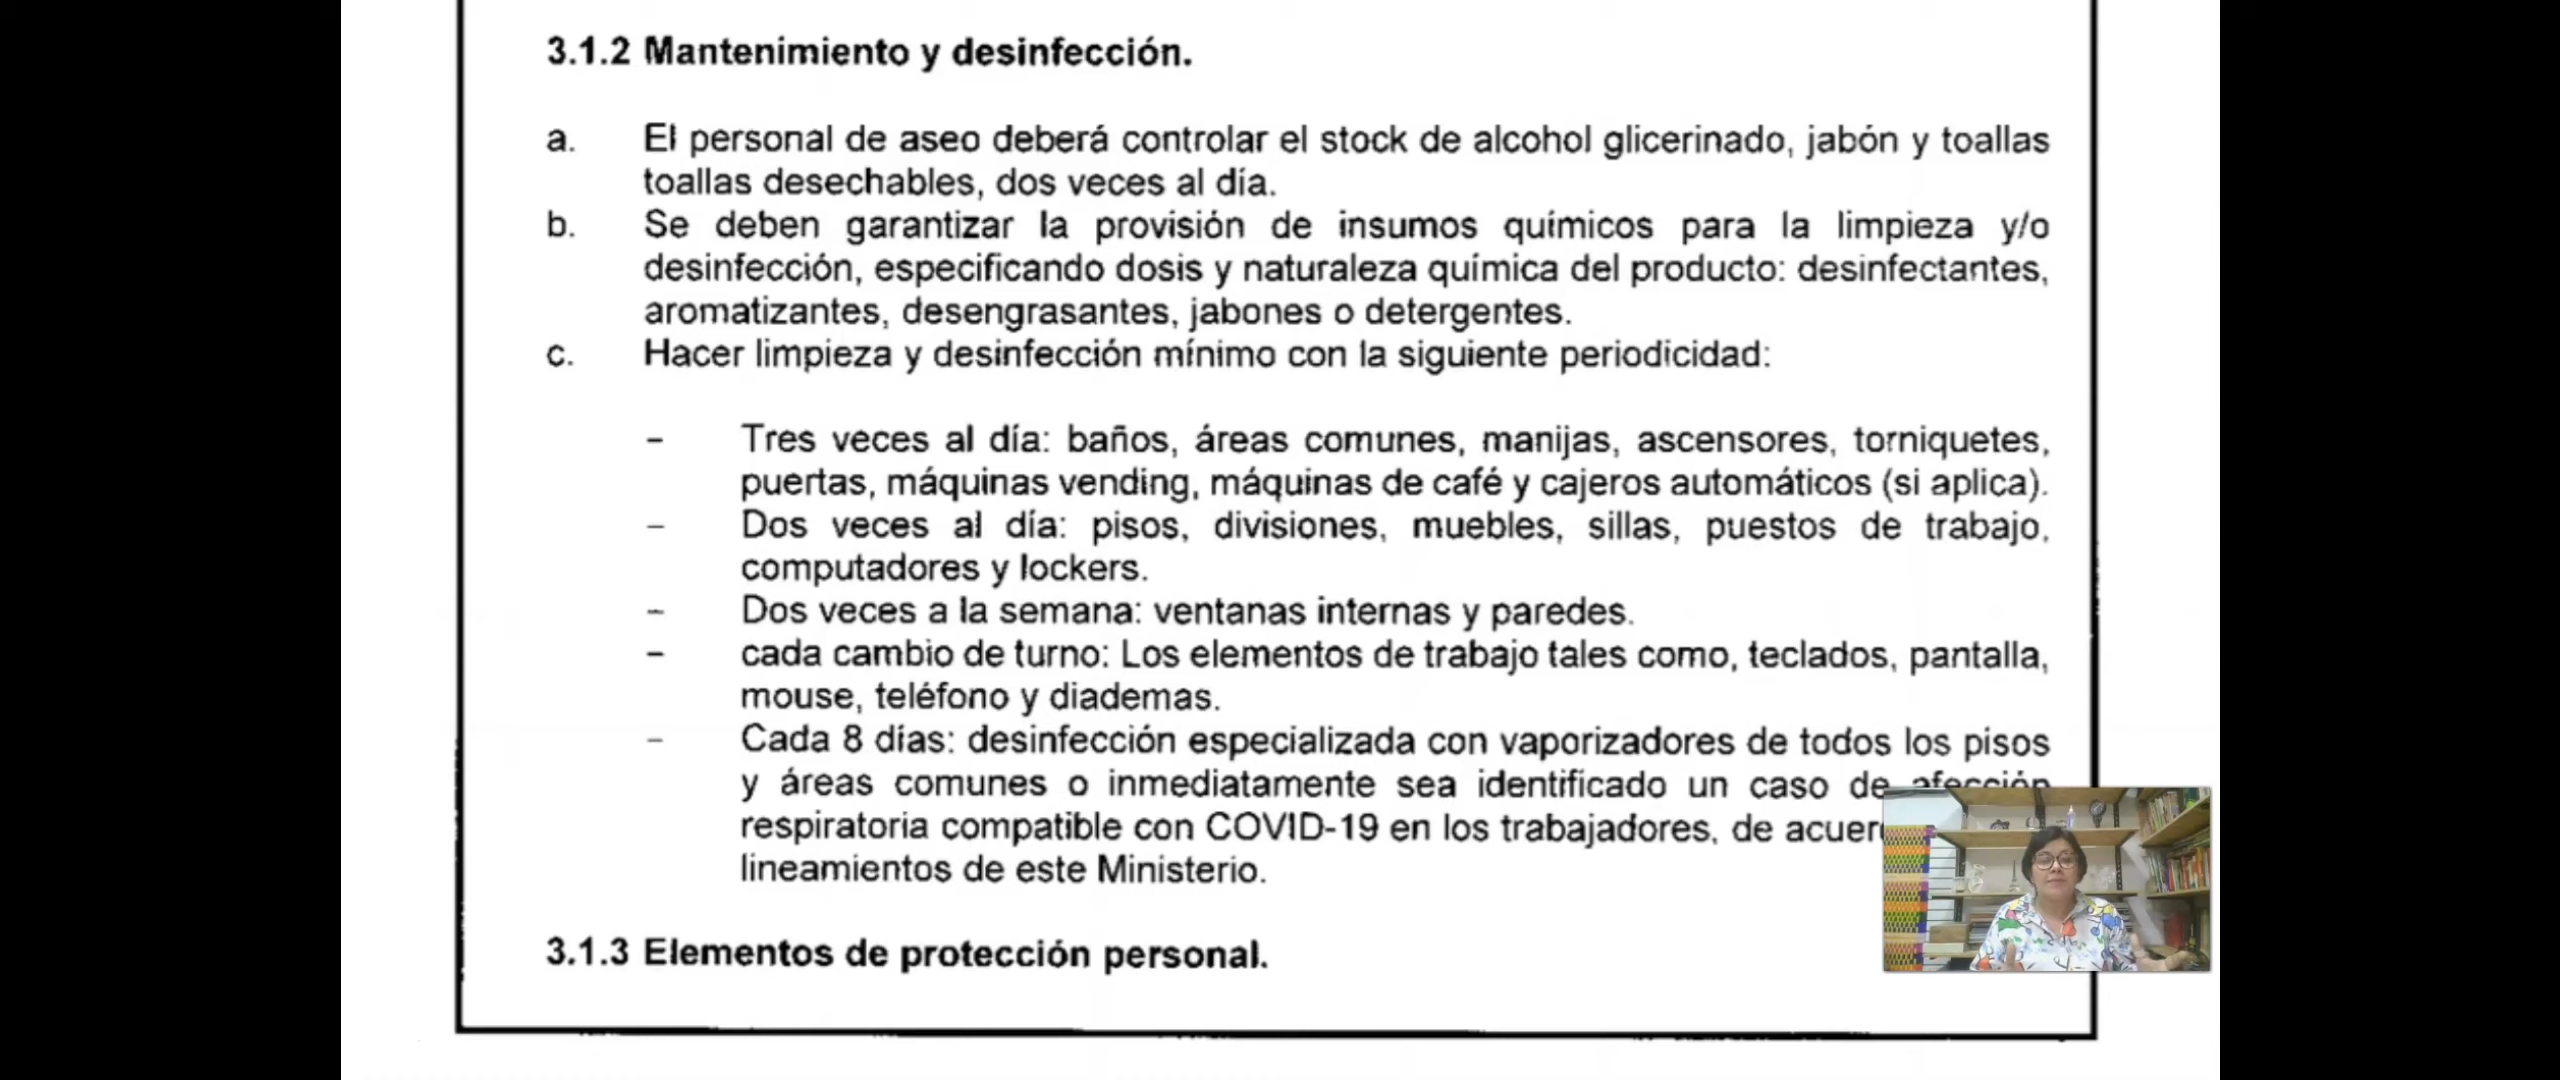 3.1.2 Mantenimiento y desinfección.
a. El personal de aseo deberá controlar el stock de alcohol glicerinado, jabón y toallas
toallas desechables, dos veces al día.
b. Se deben garantizar la provisión de insumos químicos para la limpieza y/o
desinfección, especificando dosis y naturaleza química del producto: desinfectantes,
aromatizantes, desengrasantes, jabones o detergentes.
c. Hacer limpieza y desinfección mínimo con la siguiente periodicidad:
- Tres veces al día: baños, áreas comunes, manijas, ascensores, torniquetes,
puertas, máquinas vending, máquinas de café y cajeros automáticos (si aplica).
- Dos veces al día: pisos, divisiones, muebles, sillas, puestos de trabajo,
computadores y lockers.
- Dos veces a la semana: ventanas internas y paredes.
- cada cambio de turno: Los elementos de trabajo tales como, teclados, pantalla,
mouse, teléfono y diademas.
- Cada 8 días: desinfección especializada con vaporizadores de todos los pisos
y áreas comunes o inmediatamente sea identificado un caso de afección
respiratoria compatible con COVID-19 en los trabajadores, de
lineamientos de este Ministerio.
3.1.3 Elementos de protección personal.